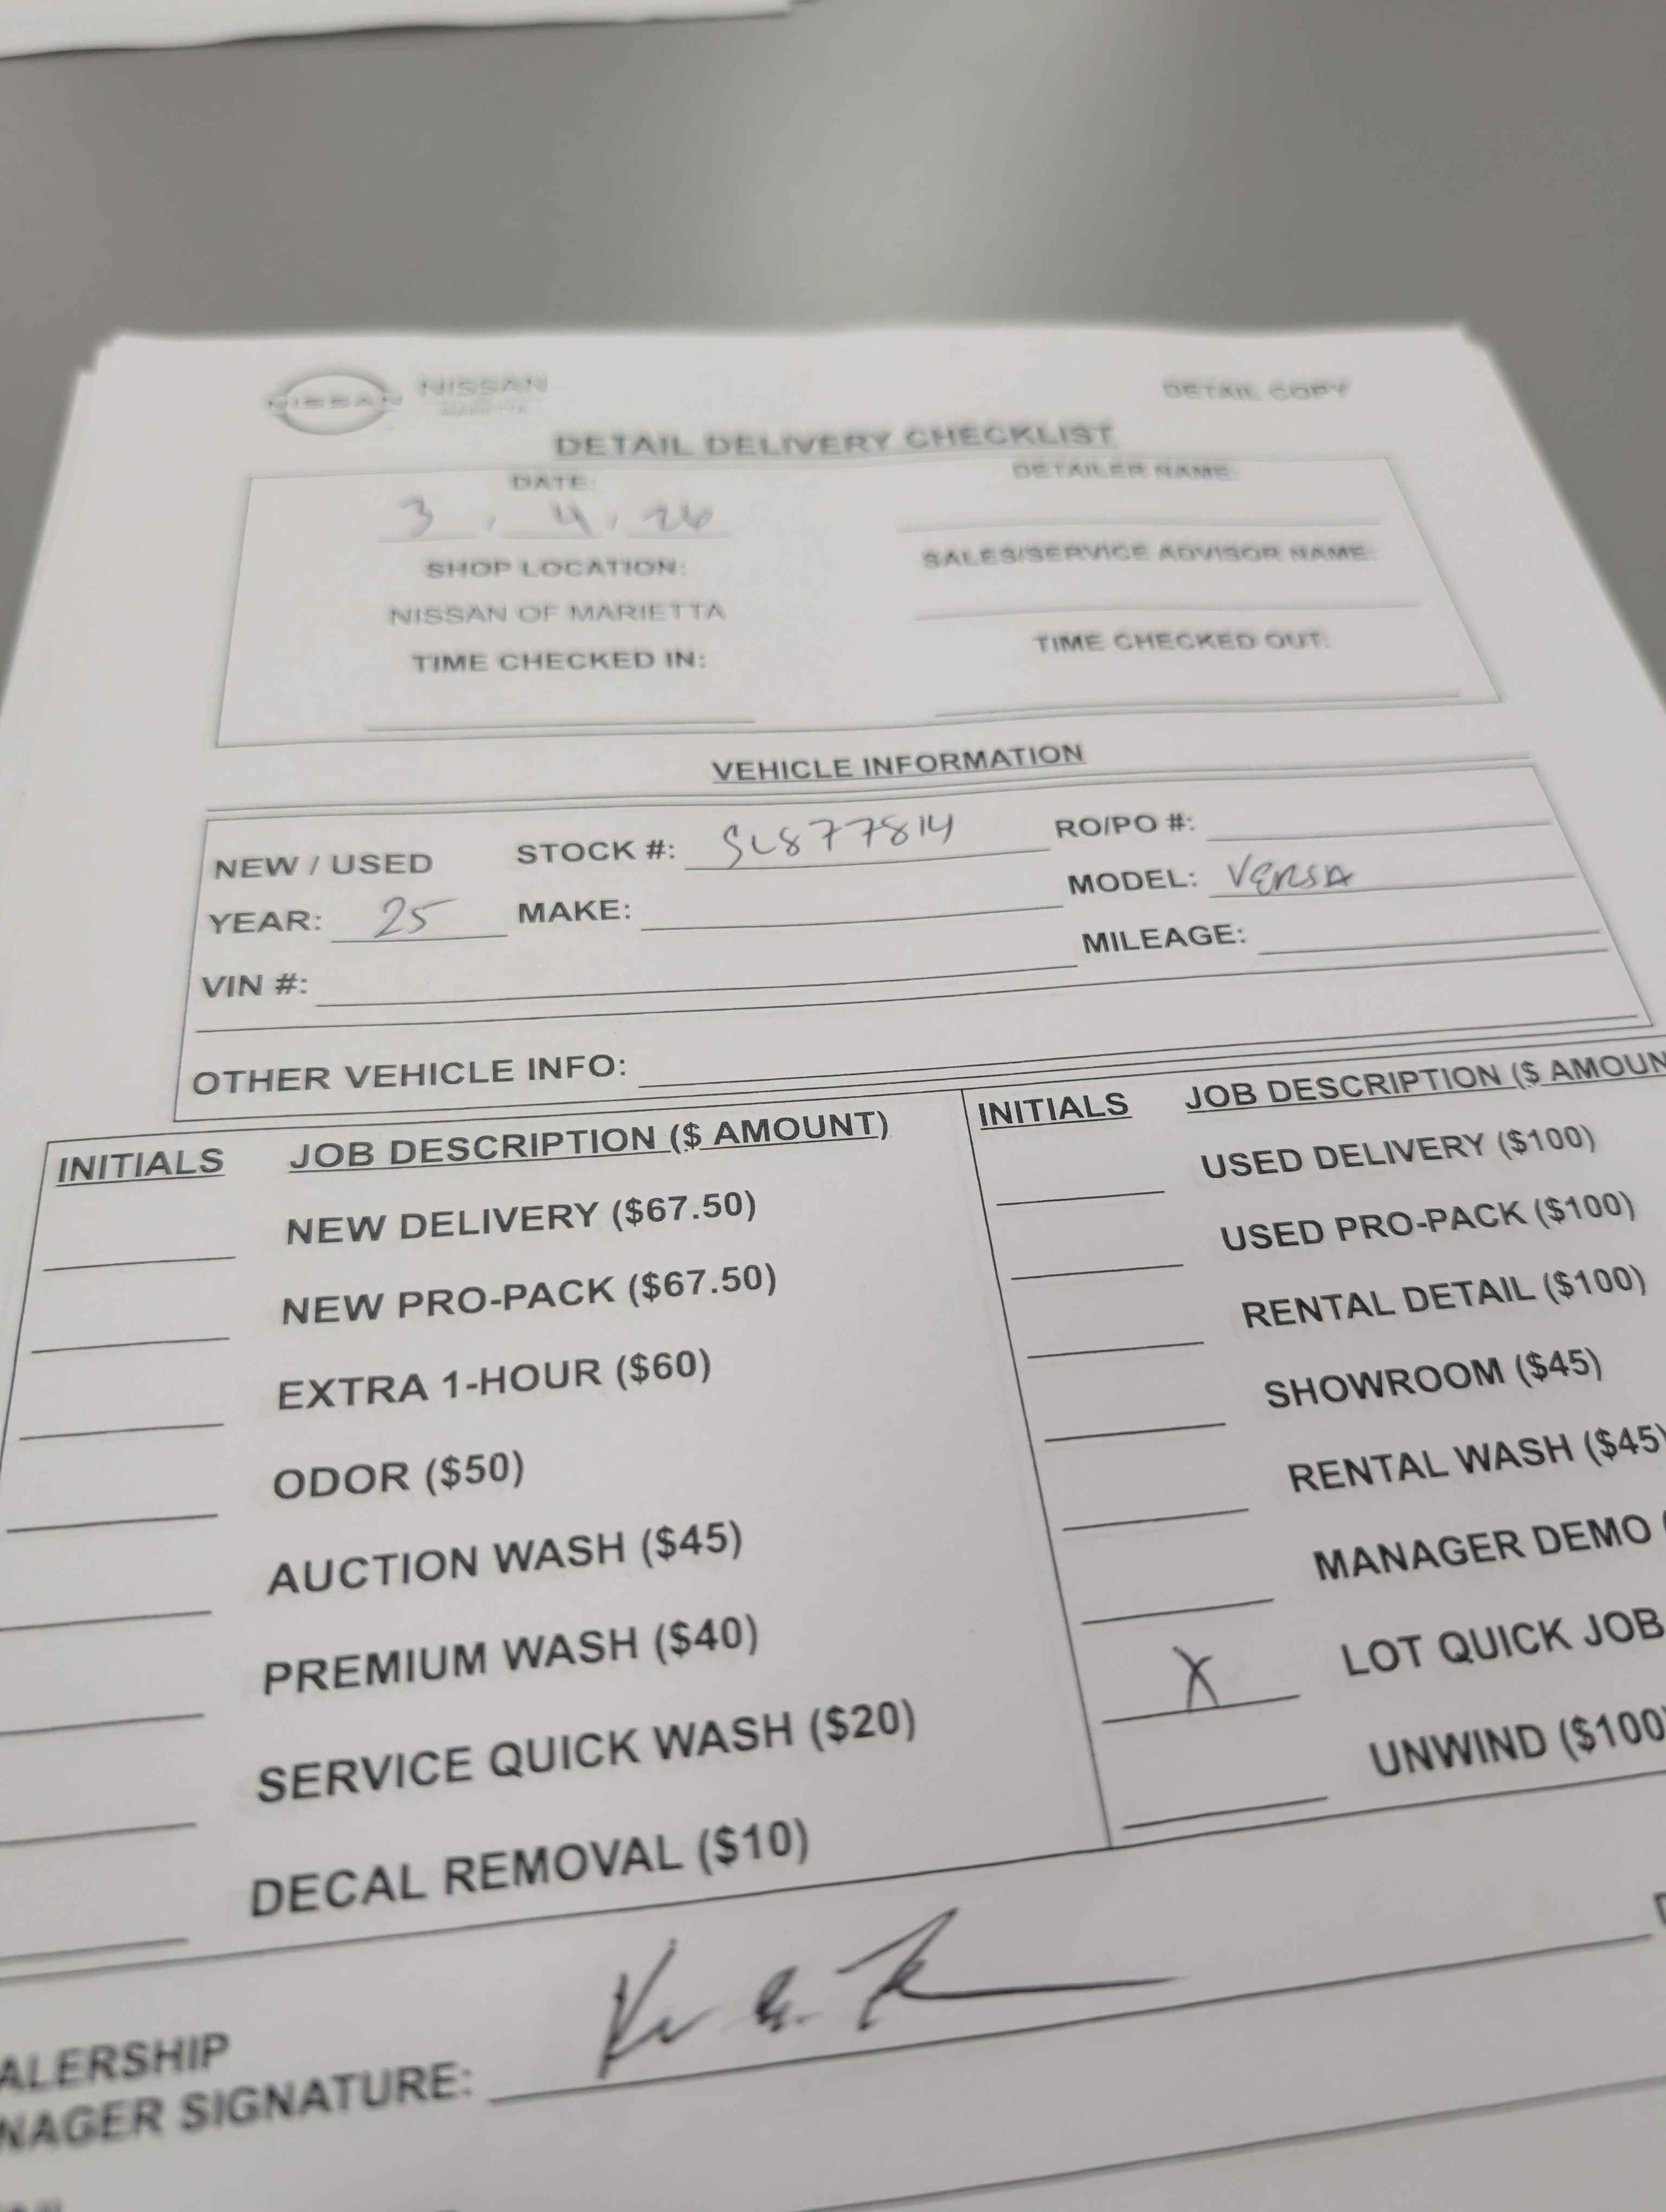 NISSAN NISSAN DETAIL COPY
MARIETTA
DETAIL DELIVERY CHECKLIST
DATE: DETAILER NAME:
3 , 4 , 26
SHOP LOCATION: SALES/SERVICE ADVISOR NAME:
NISSAN OF MARIETTA
TIME CHECKED IN: TIME CHECKED OUT:
VEHICLE INFORMATION
NEW / USED STOCK #: SL877814 RO/PO #:
YEAR: 25 MAKE: MODEL: VERSA
VIN #: MILEAGE:
OTHER VEHICLE INFO:
INITIALS JOB DESCRIPTION ($ AMOUNT) INITIALS JOB DESCRIPTION ($ AMOUN
NEW DELIVERY ($67.50) USED DELIVERY ($100)
NEW PRO-PACK ($67.50) USED PRO-PACK ($100)
EXTRA 1-HOUR ($60) RENTAL DETAIL ($100)
ODOR ($50) SHOWROOM ($45)
AUCTION WASH ($45) RENTAL WASH ($45)
PREMIUM WASH ($40) MANAGER DEMO (
SERVICE QUICK WASH ($20) X LOT QUICK JOB
DECAL REMOVAL ($10) UNWIND ($100)
ALERSHIP
NAGER SIGNATURE: